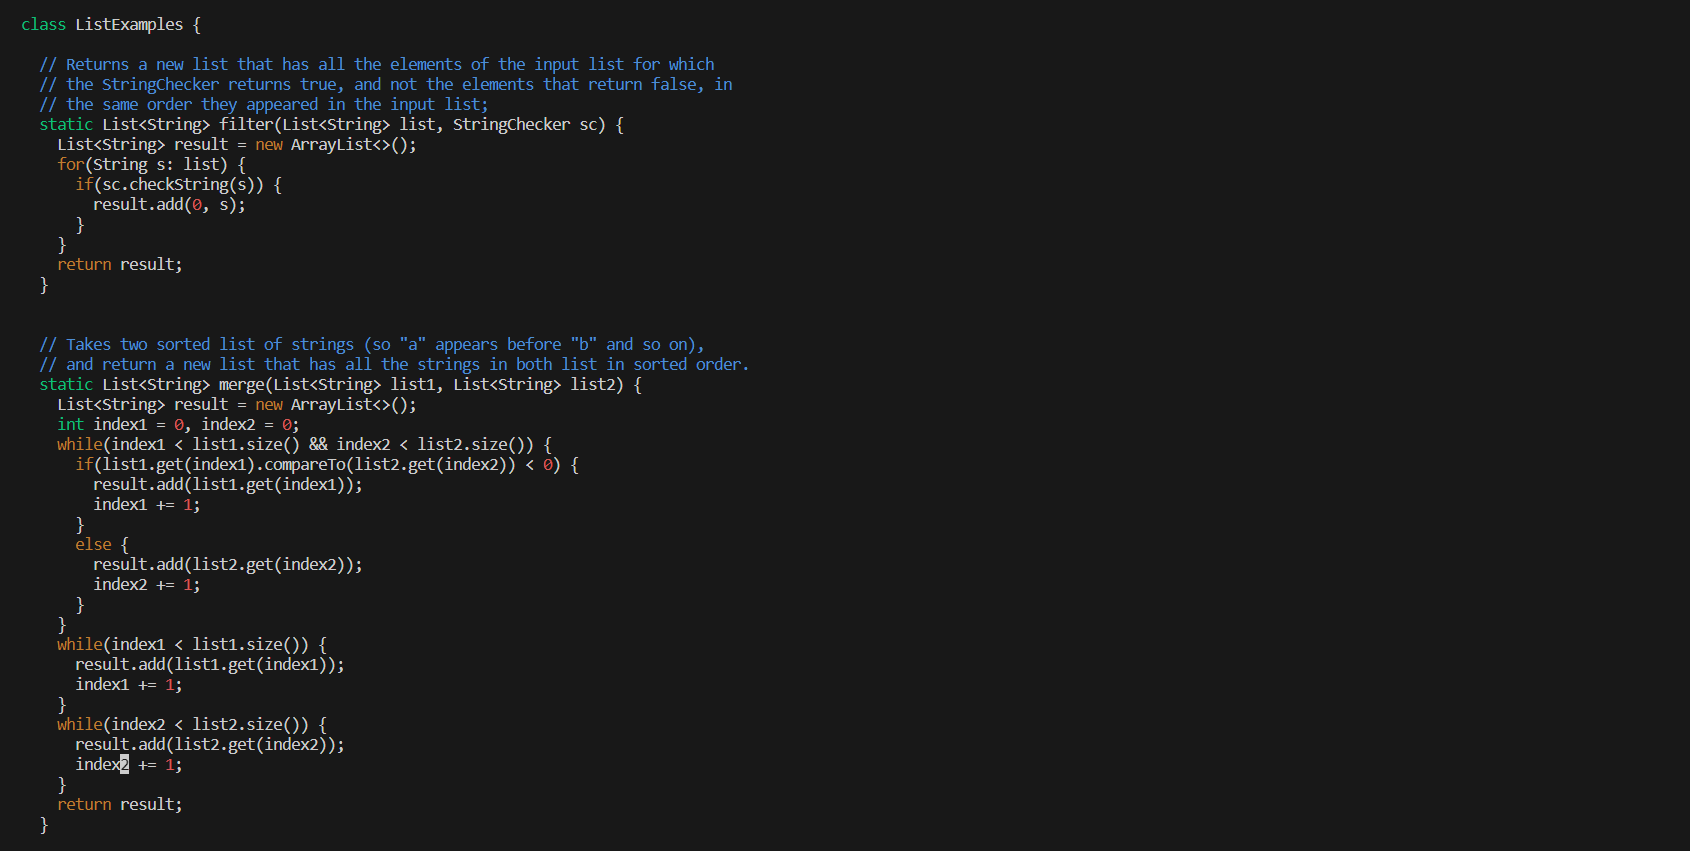 class ListExamples {
// Returns a new list that has all the elements of the input list for which
// the StringChecker returns true, and not the elements that return false, in
// the same order they appeared in the input list;
static List<String> filter(List<String> list, StringChecker sc) {
List<String> result = new ArrayList<>();
for(String s: list) {
if(sc.checkString(s)) {
result.add(0, s);
}
}
return result;
}
// Takes two sorted list of strings (so "a" appears before "b" and so on),
// and return a new list that has all the strings in both list in sorted order.
static List<String> merge(List<String> list1, List<String> list2) {
List<String> result = new ArrayList<>();
int index1 = 0, index2 = 0;
while(index1 < list1.size() && index2 < list2.size()) {
if(list1.get(index1).compareTo(list2.get(index2)) < 0) {
result.add(list1.get(index1));
index1 += 1;
}
else {
result.add(list2.get(index2));
index2 += 1;
}
}
while(index1 < list1.size()) {
result.add(list1.get(index1));
index1 += 1;
}
while(index2 < list2.size()) {
result.add(list2.get(index2));
index2 += 1;
}
return result;
}